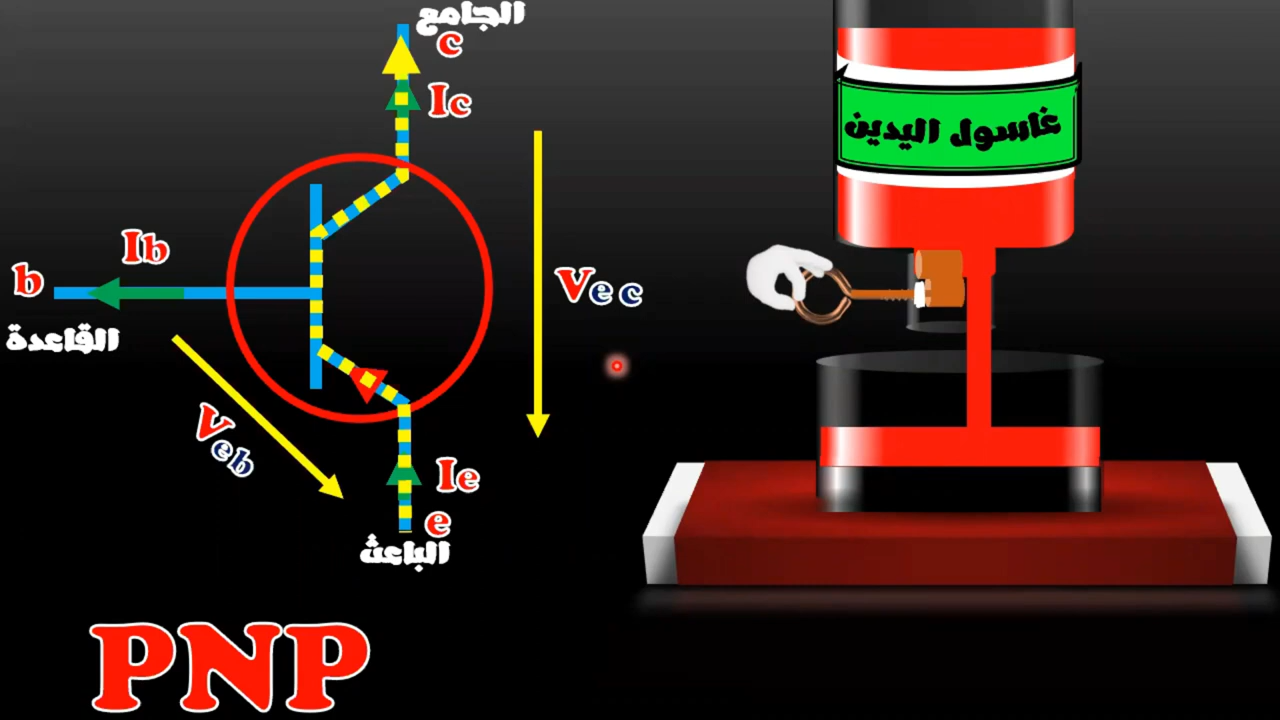 الجامع
c
Ic
Ib
b
القاعدة
Vec
Veb
Ie
e
الباعث
PNP
غاسول اليدين